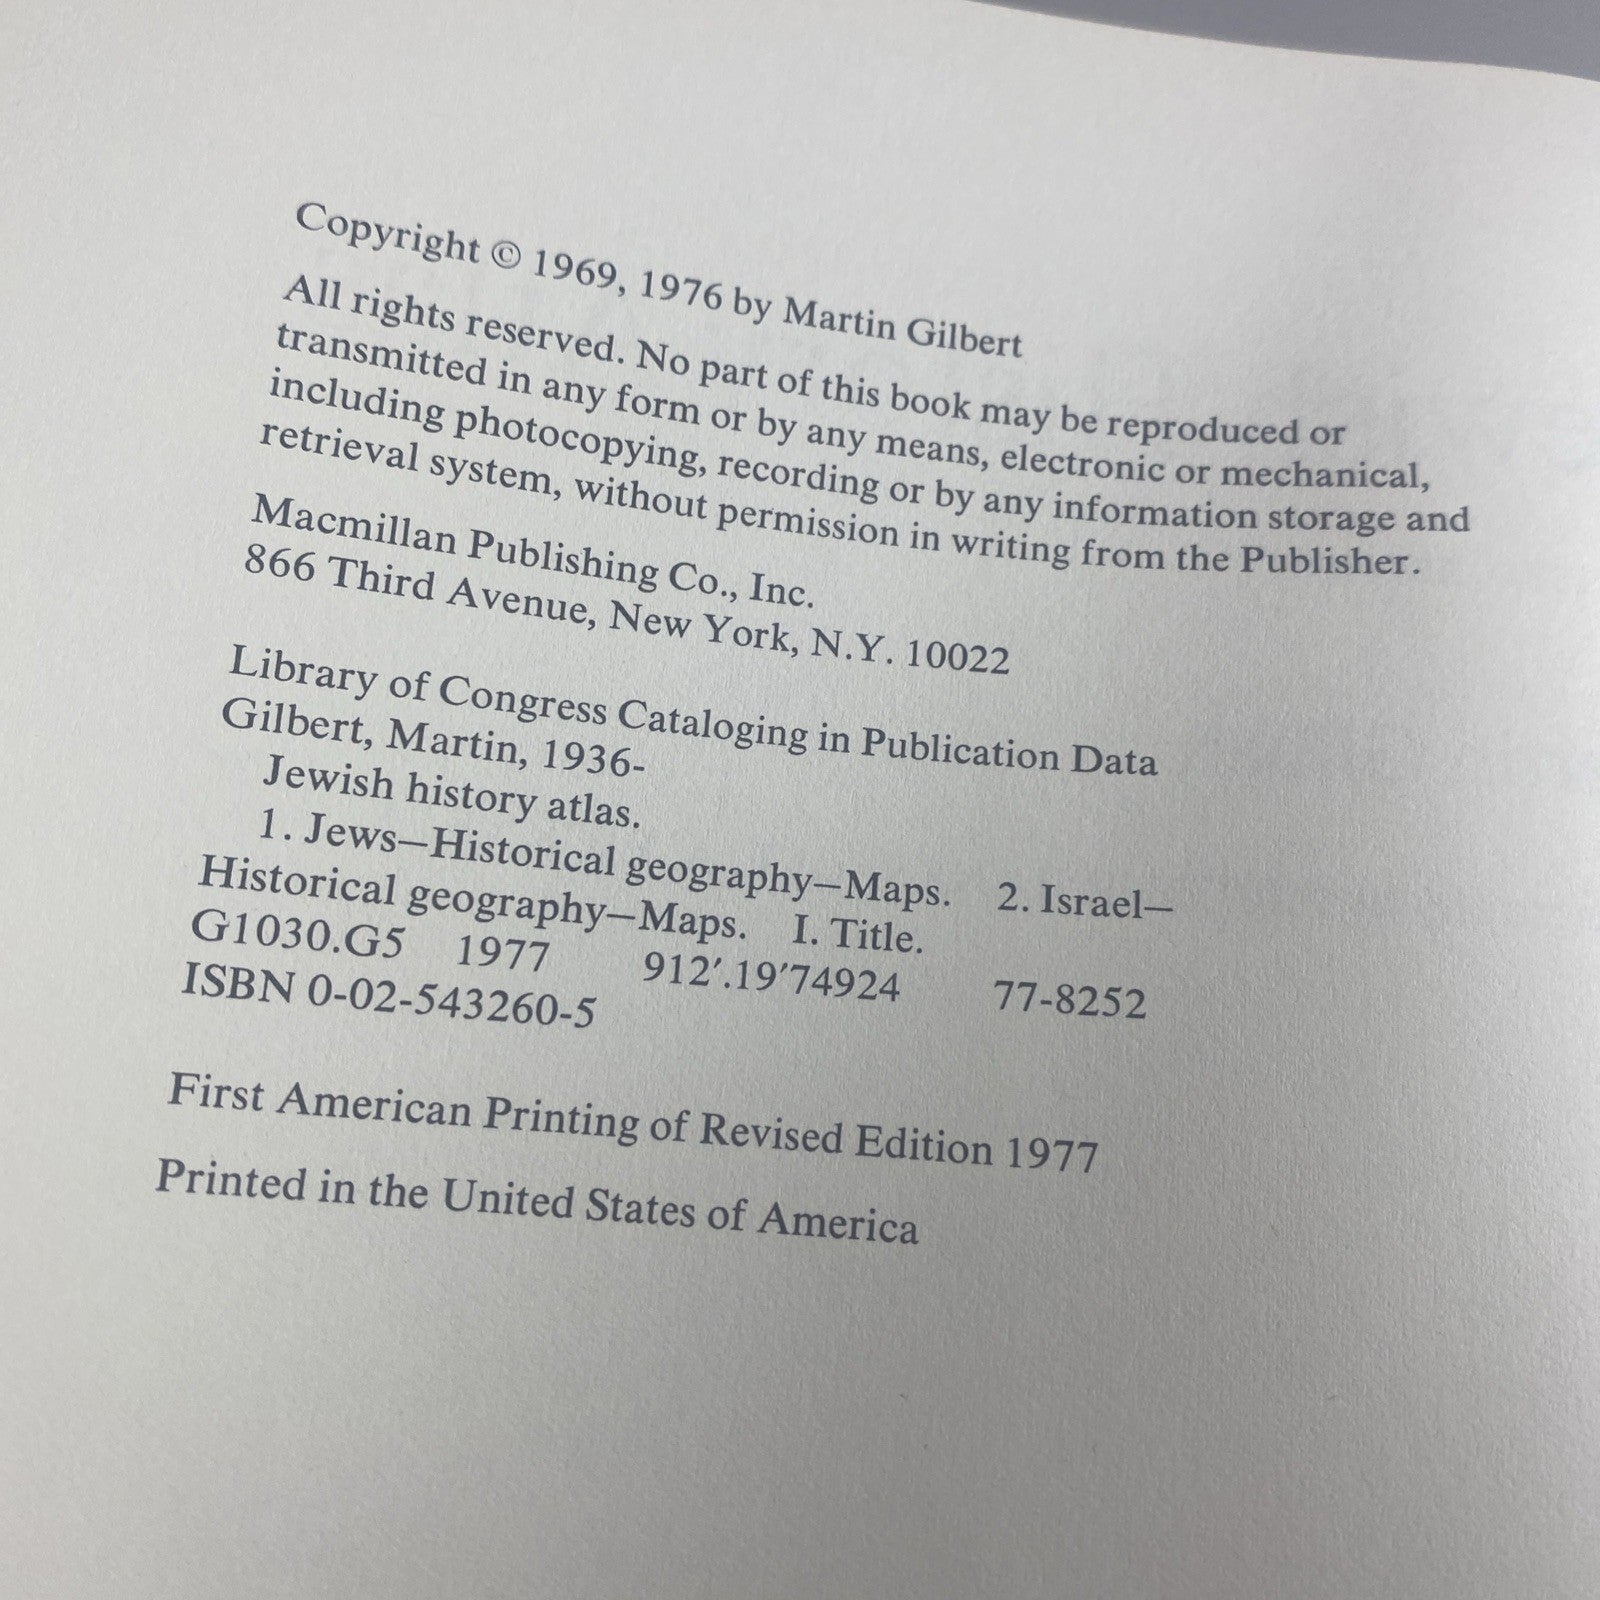 Copyright © 1969, 1976 by Martin Gilbert
All rights reserved. No part of this book may be reproduced or
transmitted in any form or by any means, electronic or mechanical,
including photocopying, recording or by any information storage and
retrieval system, without permission in writing from the Publisher.
Macmillan Publishing Co., Inc.
866 Third Avenue, New York, N.Y. 10022
Library of Congress Cataloging in Publication Data
Gilbert, Martin, 1936-
Jewish history atlas.
1. Jews—Historical geography—Maps. 2. Israel—
Historical geography—Maps. I. Title.
G1030.G5 1977 912′.19′74924 77-8252
ISBN 0-02-543260-5
First American Printing of Revised Edition 1977
Printed in the United States of America